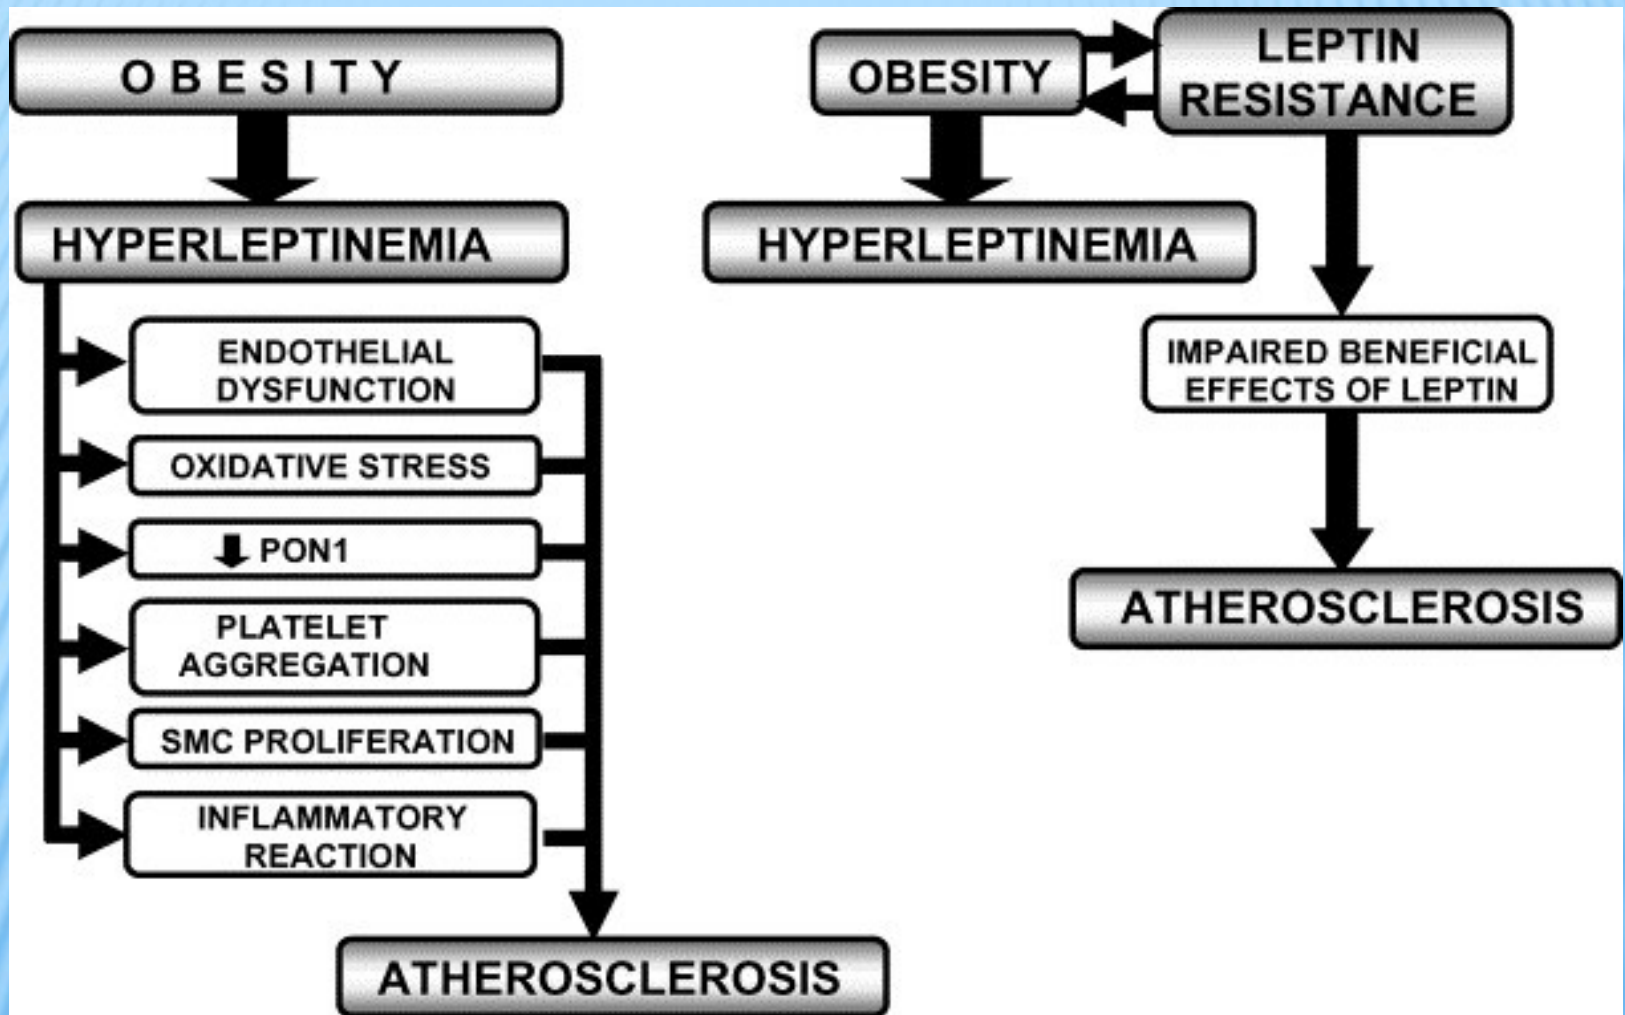 OBESITY
HYPERLEPTINEMIA
ENDOTHELIAL
DYSFUNCTION
OXIDATIVE STRESS
PON1
PLATELET
AGGREGATION
SMC PROLIFERATION
INFLAMMATORY
REACTION
ATHEROSCLEROSIS
OBESITY
LEPTIN
RESISTANCE
HYPERLEPTINEMIA
IMPAIRED BENEFICIAL
EFFECTS OF LEPTIN
ATHEROSCLEROSIS